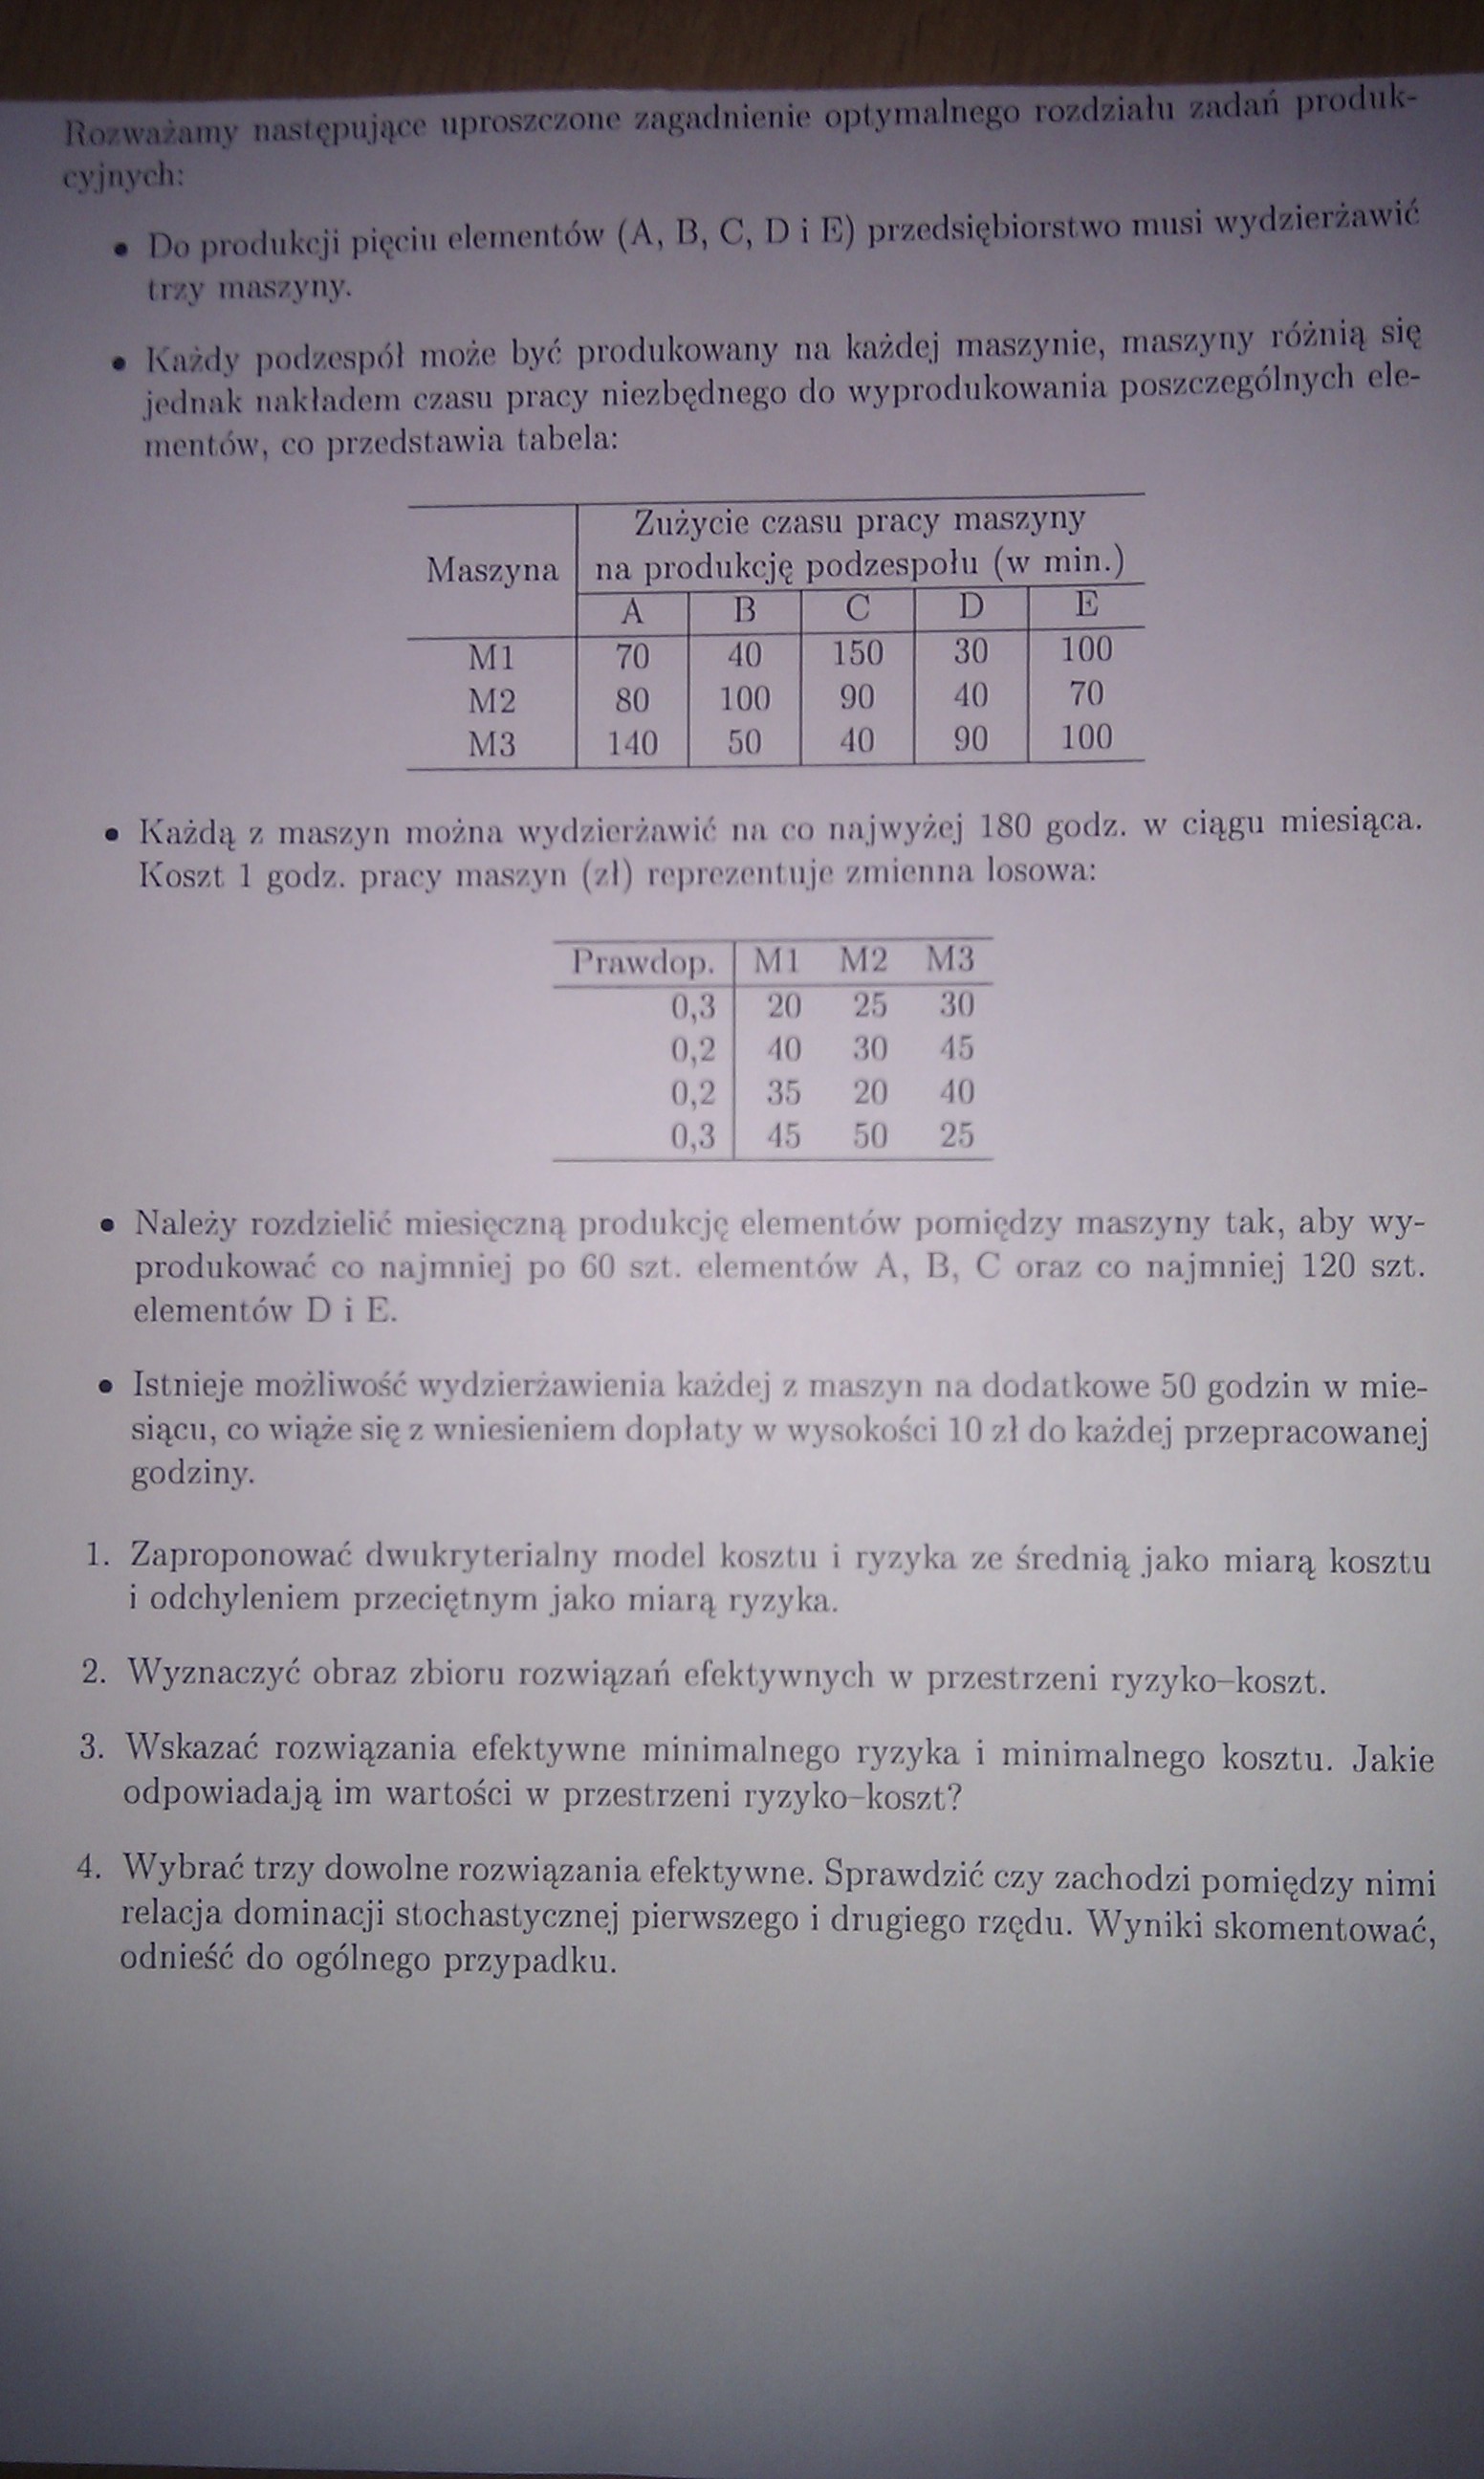 Rozważamy następujące uproszczone zagadnienie optymalnego rozdziału zadań produk-
cyjnych:
• Do produkcji pięciu elementów (A, B, C, D i E) przedsiębiorstwo musi wydzierżawić
trzy maszyny.
• Każdy podzespół może być produkowany na każdej maszynie, maszyny różnią się
jednak nakładem czasu pracy niezbędnego do wyprodukowania poszczególnych ele-
mentów, co przedstawia tabela:
Zużycie czasu pracy maszyny
Maszyna na produkcję podzespołu (w min.)
A B C D E
M1 70 40 150 30 100
M2 80 100 90 40 70
M3 140 50 40 90 100
• Każdą z maszyn można wydzierżawić na co najwyżej 180 godz. w ciągu miesiąca.
Koszt 1 godz. pracy maszyn (zł) reprezentuje zmienna losowa:
Prawdop. M1 M2 M3
0,3 20 25 30
0,2 40 30 45
0,2 35 20 40
0,3 45 50 25
• Należy rozdzielić miesięczną produkcję elementów pomiędzy maszyny tak, aby wy-
produkować co najmniej po 60 szt. elementów A, B, C oraz co najmniej 120 szt.
elementów D i E.
• Istnieje możliwość wydzierżawienia każdej z maszyn na dodatkowe 50 godzin w mie-
siącu, co wiąże się z wniesieniem dopłaty w wysokości 10 zł do każdej przepracowanej
godziny.
1. Zaproponować dwukryterialny model kosztu i ryzyka ze średnią jako miarą kosztu
i odchyleniem przeciętnym jako miarą ryzyka.
2. Wyznaczyć obraz zbioru rozwiązań efektywnych w przestrzeni ryzyko–koszt.
3. Wskazać rozwiązania efektywne minimalnego ryzyka i minimalnego kosztu. Jakie
odpowiadają im wartości w przestrzeni ryzyko–koszt?
4. Wybrać trzy dowolne rozwiązania efektywne. Sprawdzić czy zachodzi pomiędzy nimi
relacja dominacji stochastycznej pierwszego i drugiego rzędu. Wyniki skomentować,
odnieść do ogólnego przypadku.